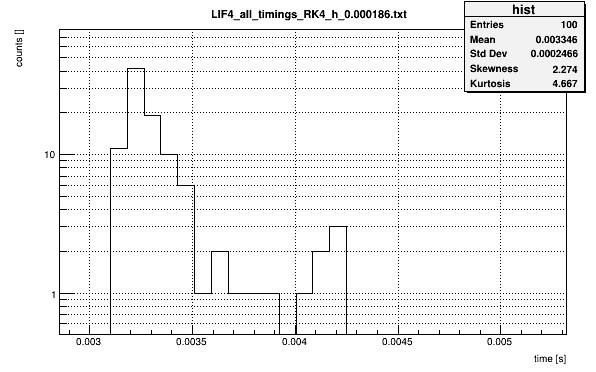 LIF4_all_timings_RK4_h_0.000186.txt
hist
Entries 100
Mean 0.003346
Std Dev 0.0002466
Skewness 2.274
Kurtosis 4.667
counts []
10
1
0.003 0.0035 0.004 0.0045 0.005
time [s]